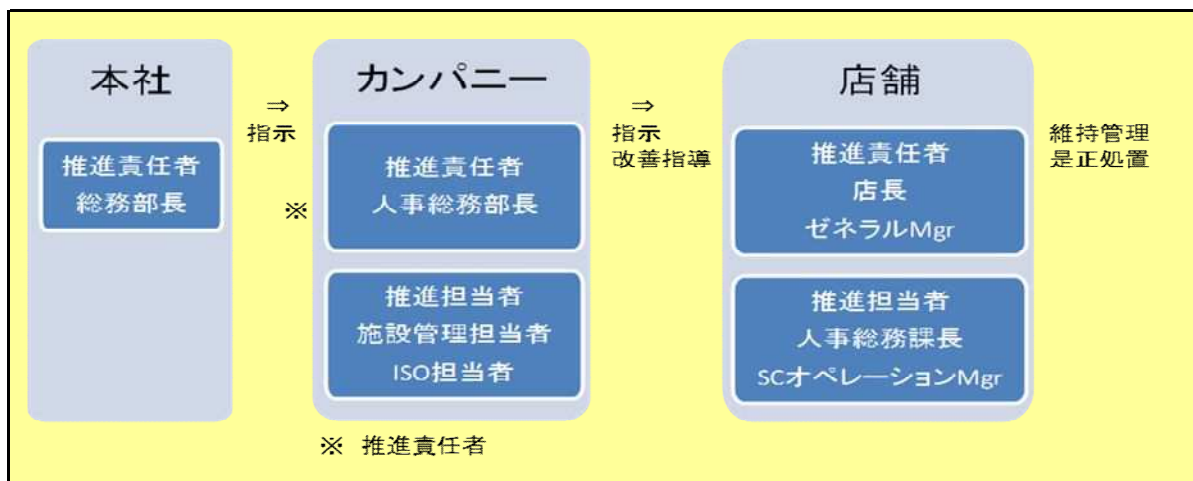 本社
推進責任者
総務部長
⇒
指示
※
カンパニー
推進責任者
人事総務部長
推進担当者
施設管理担当者
ISO担当者
※ 推進責任者
⇒
指示
改善指導
店舗
推進責任者
店長
ゼネラルMgr
推進担当者
人事総務課長
SCオペレーションMgr
維持管理
是正処置